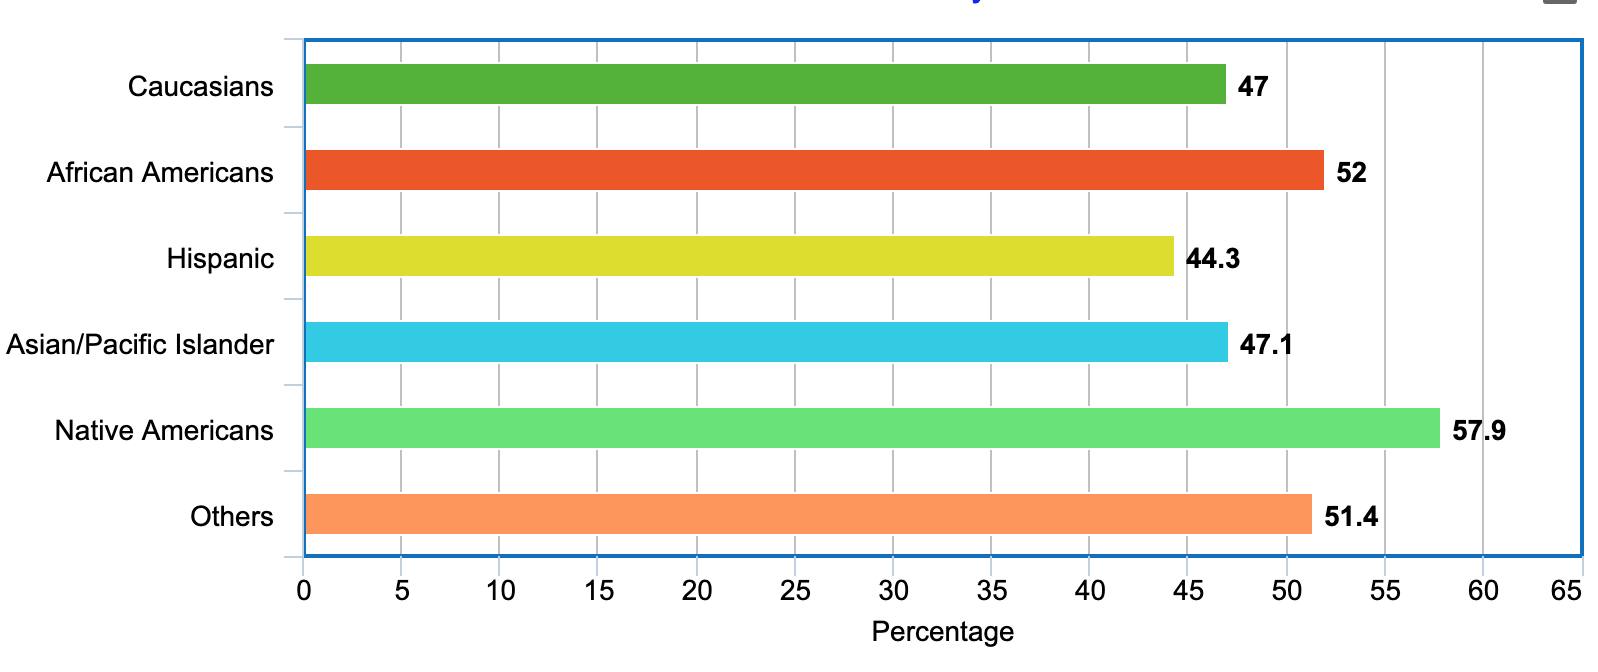 Caucasians 47
African Americans 52
Hispanic 44.3
Asian/Pacific Islander 47.1
Native Americans 57.9
Others 51.4
0 5 10 15 20 25 30 35 40 45 50 55 60 65
Percentage